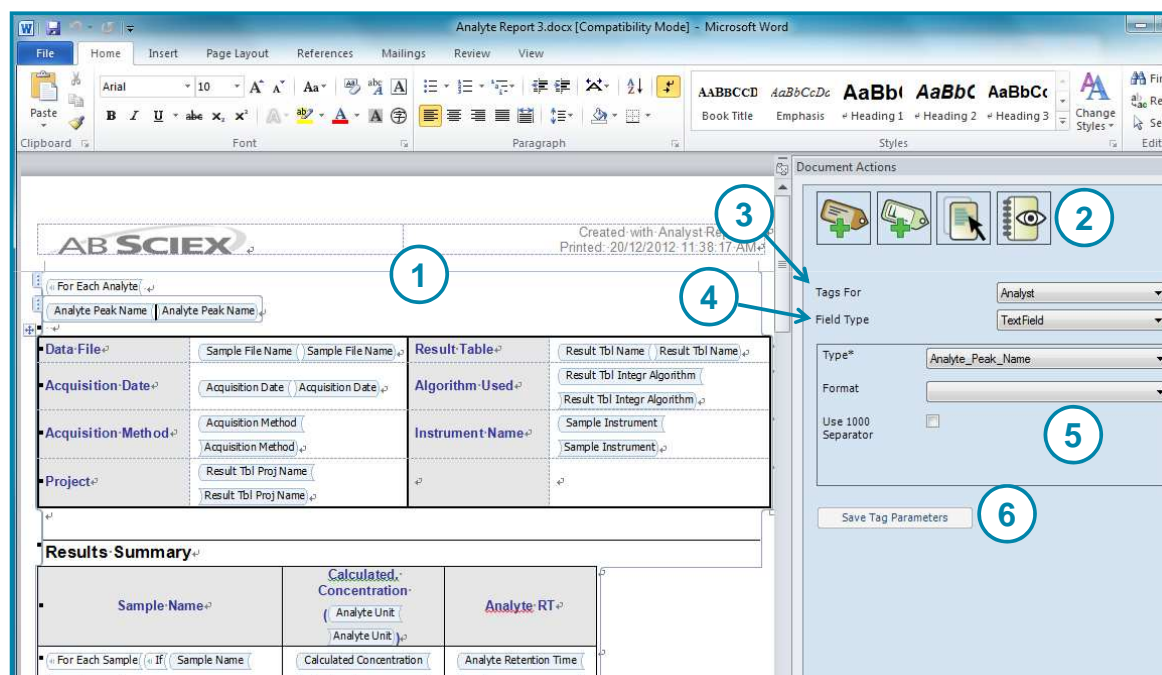 Analyte Report 3.docx [Compatibility Mode] - Microsoft Word
File Home Insert Page Layout References Mailings Review View
Arial 10
Paste
AABBCCD AaBbCcDc AaBb( AaBbC AaBbCc
Book Title Emphasis Heading 1 Heading 2 Heading 3
Change Styles
Fin
Re
Se
Clipboard Font Paragraph Styles Edit
Document Actions
3
2
AB SCIEX
Created with Analyst Re
Printed: 20/12/2012 11:38:17 AM
1
4
For Each Analyte
Analyte Peak Name Analyte Peak Name
Tags For Analyst
Field Type TextField
Data File Sample File Name Sample File Name Result Table Result Tbl Name Result Tbl Name
Acquisition Date Acquisition Date Acquisition Date Algorithm Used Result Tbl Integr Algorithm
Result Tbl Integr Algorithm
Acquisition Method Acquisition Method
Acquisition Method
Instrument Name Sample Instrument
Sample Instrument
Project Result Tbl Proj Name
Result Tbl Proj Name
Type* Analyte_Peak_Name
Format
Use 1000
Separator
5
Save Tag Parameters
6
Results Summary
Sample Name
Calculated.
Concentration
( Analyte Unit
Analyte Unit )
Analyte RT
For Each Sample If Sample Name Calculated Concentration Analyte Retention Time